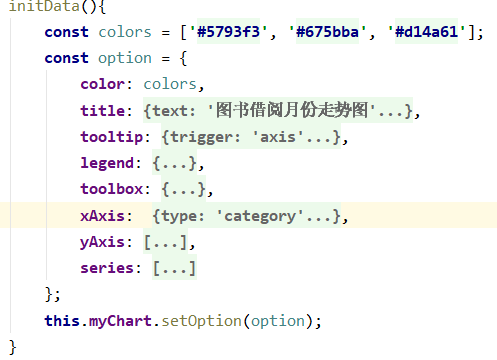 initData(){
const colors = ['#5793f3', '#675bba', '#d14a61'];
const option = {
color: colors,
title: {text: '图书借阅月份走势图'...},
tooltip: {trigger: 'axis'...},
legend: {...},
toolbox: {...},
xAxis: {type: 'category'...},
yAxis: [...],
series: [...]
};
this.myChart.setOption(option);
}